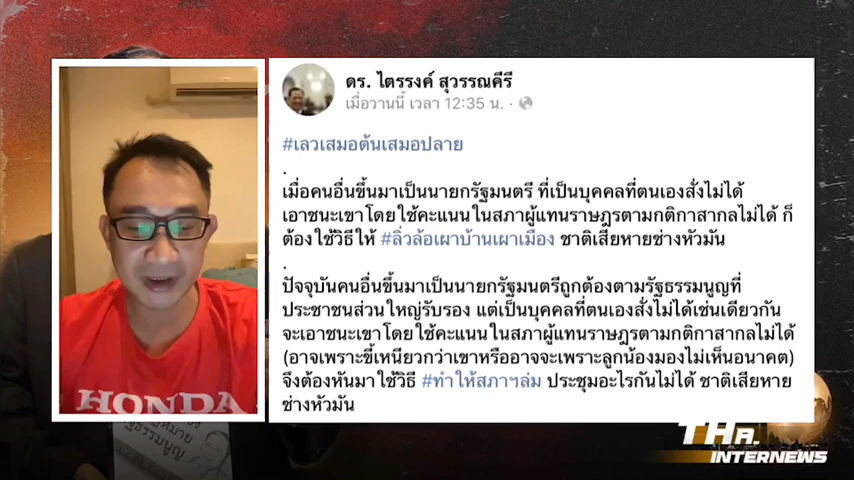 ดร. ไตรรงค์ สุวรรณคีรี
เมื่อวานนี้ เวลา 12:35 น. ·
#เลวเสมอต้นเสมอปลาย
.
เมื่อคนอื่นขึ้นมาเป็นนายกรัฐมนตรี ที่เป็นบุคคลที่ตนเองสั่งไม่ได้
เอาชนะเขาโดยใช้คะแนนในสภาผู้แทนราษฎรตามกติกาสากลไม่ได้ ก็
ต้องใช้วิธีให้ #ลิ่วล้อเผาบ้านเผาเมือง ชาติเสียหายช่างหัวมัน
.
ปัจจุบันคนอื่นขึ้นมาเป็นนายกรัฐมนตรีถูกต้องตามรัฐธรรมนูญที่
ประชาชนส่วนใหญ่รับรอง แต่เป็นบุคคลที่ตนเองสั่งไม่ได้เช่นเดียวกัน
จะเอาชนะเขาโดยใช้คะแนนในสภาผู้แทนราษฎรตามกติกาสากลไม่ได้
(อาจเพราะขี้เหนียวกว่าเขาหรืออาจจะเพราะลูกน้องมองไม่เห็นอนาคต)
จึงต้องหันมาใช้วิธี #ทำให้สภาฯล่ม ประชุมอะไรกันไม่ได้ ชาติเสียหาย
ช่างหัวมัน
HONDA
THR.
INTERNEWS